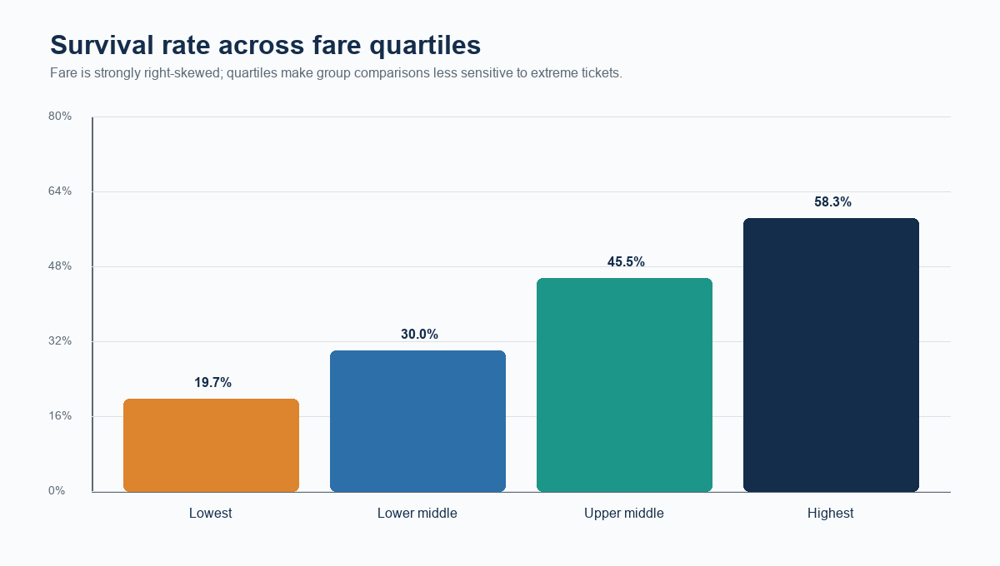 Survival rate across fare quartiles
Fare is strongly right-skewed; quartiles make group comparisons less sensitive to extreme tickets.
80%
64%
58.3%
48%
45.5%
32%
30.0%
19.7%
16%
0%
Lowest
Lower middle
Upper middle
Highest